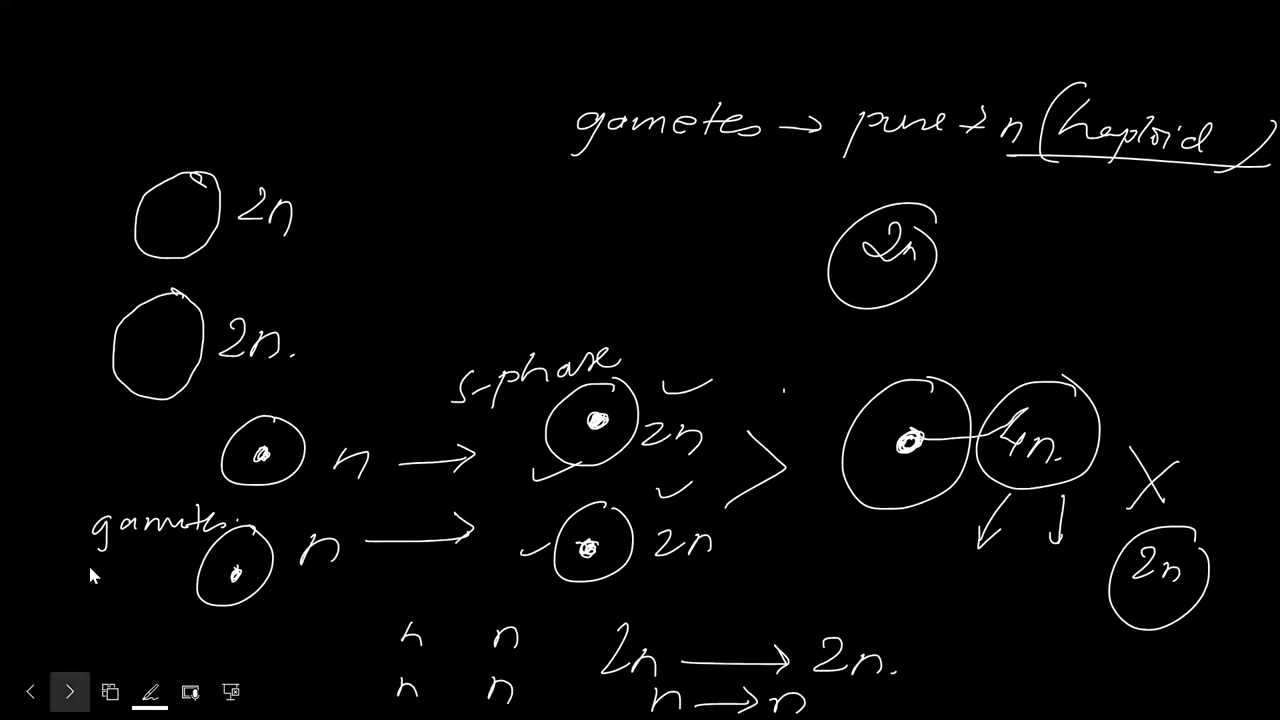 gametes → pure → n (haploid)
2n
2n
2n.
s-phase
n → 2n
4n.
gametes.
n → 2n
2n
n n
2n → 2n.
n n
n → n